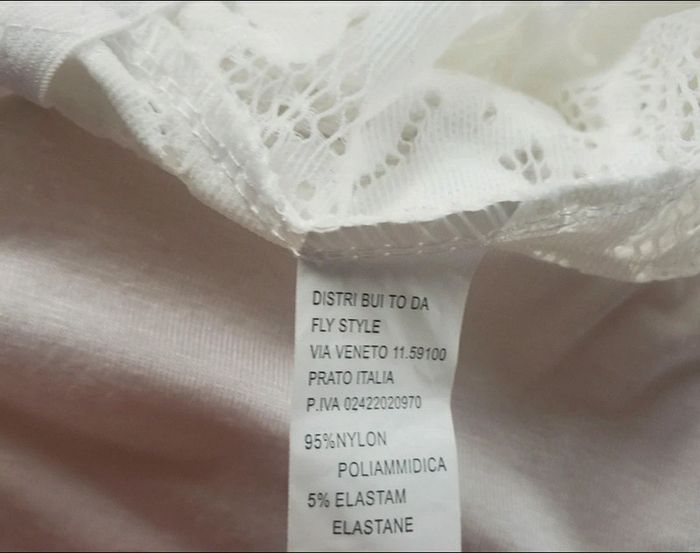 DISTRI BUI TO DA
FLY STYLE
VIA VENETO 11.59100
PRATO ITALIA
P.IVA 02422020970
95%NYLON
POLIAMMIDICA
5% ELASTAM
ELASTANE